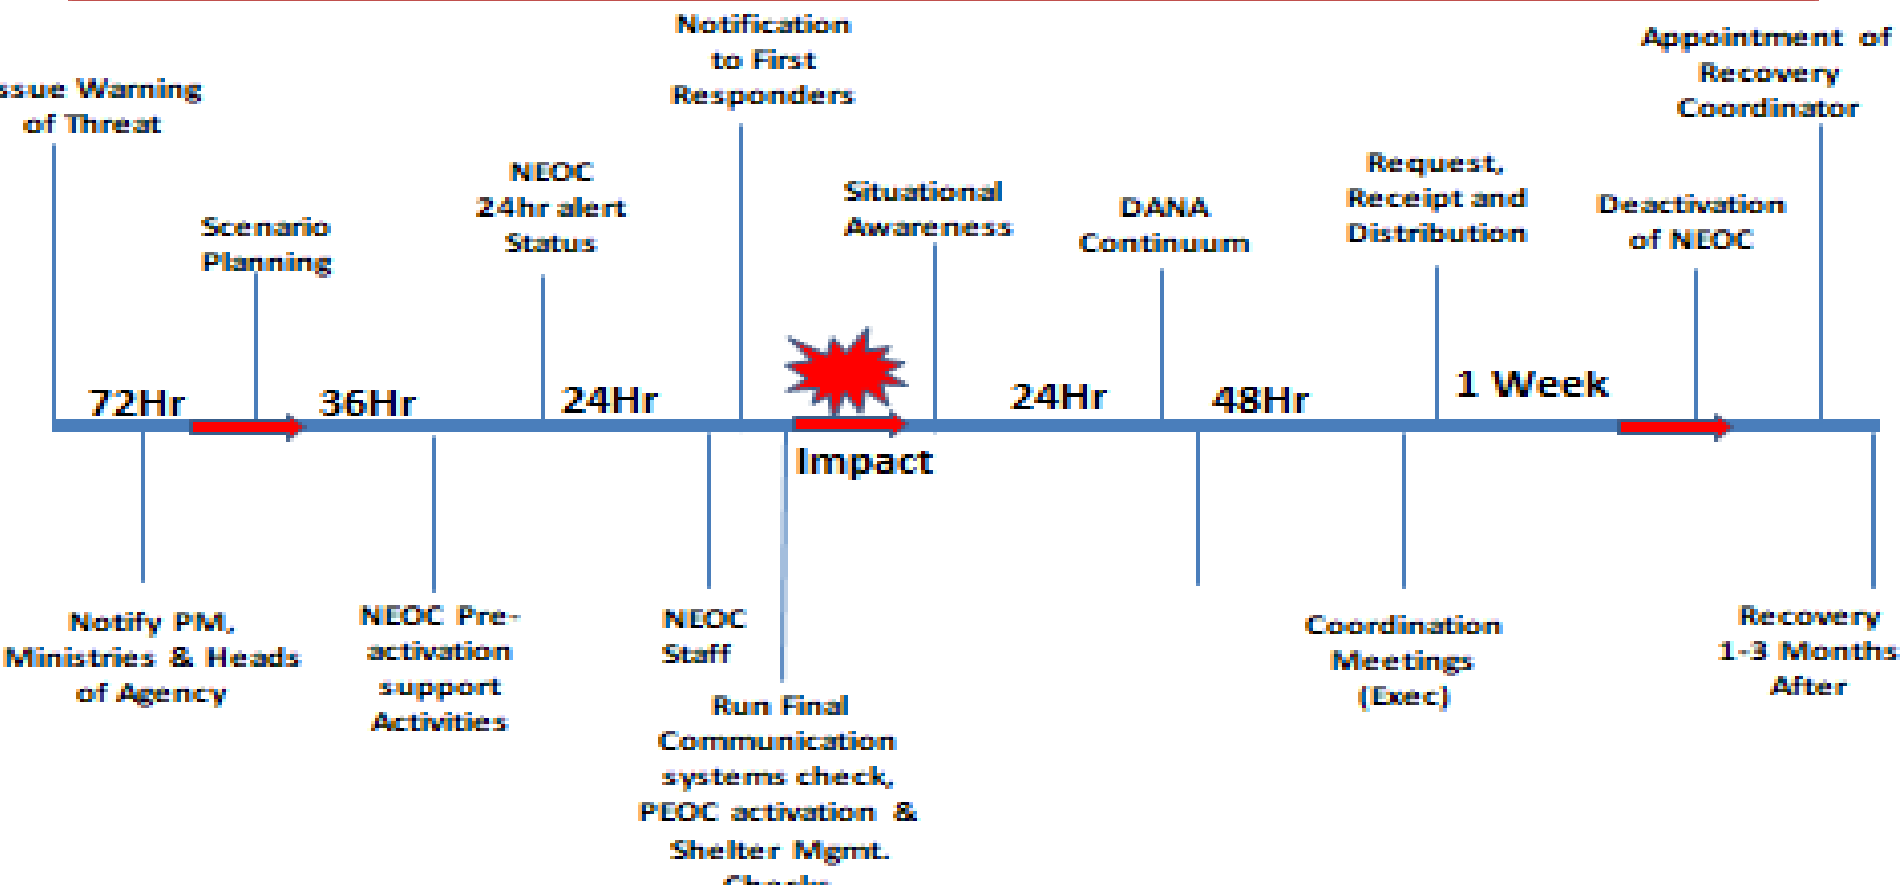 Notification
to First
Responders
Appointment of
Recovery
Coordinator
ssue Warning
of Threat
NEOC
24hr alert
Status
Scenario
Planning
Situational
Awareness
DANA
Continuum
Request,
Receipt and
Distribution
Deactivation
of NEOC
72Hr
36Hr
24Hr
24Hr
48Hr
1 Week
Impact
Notify PM,
Ministries & Heads
of Agency
NEOC Pre-
activation
support
Activities
NEOC
Staff
Run Final
Communication
systems check,
PEOC activation &
Shelter Mgmt.
Checks
Coordination
Meetings
(Exec)
Recovery
1-3 Months
After